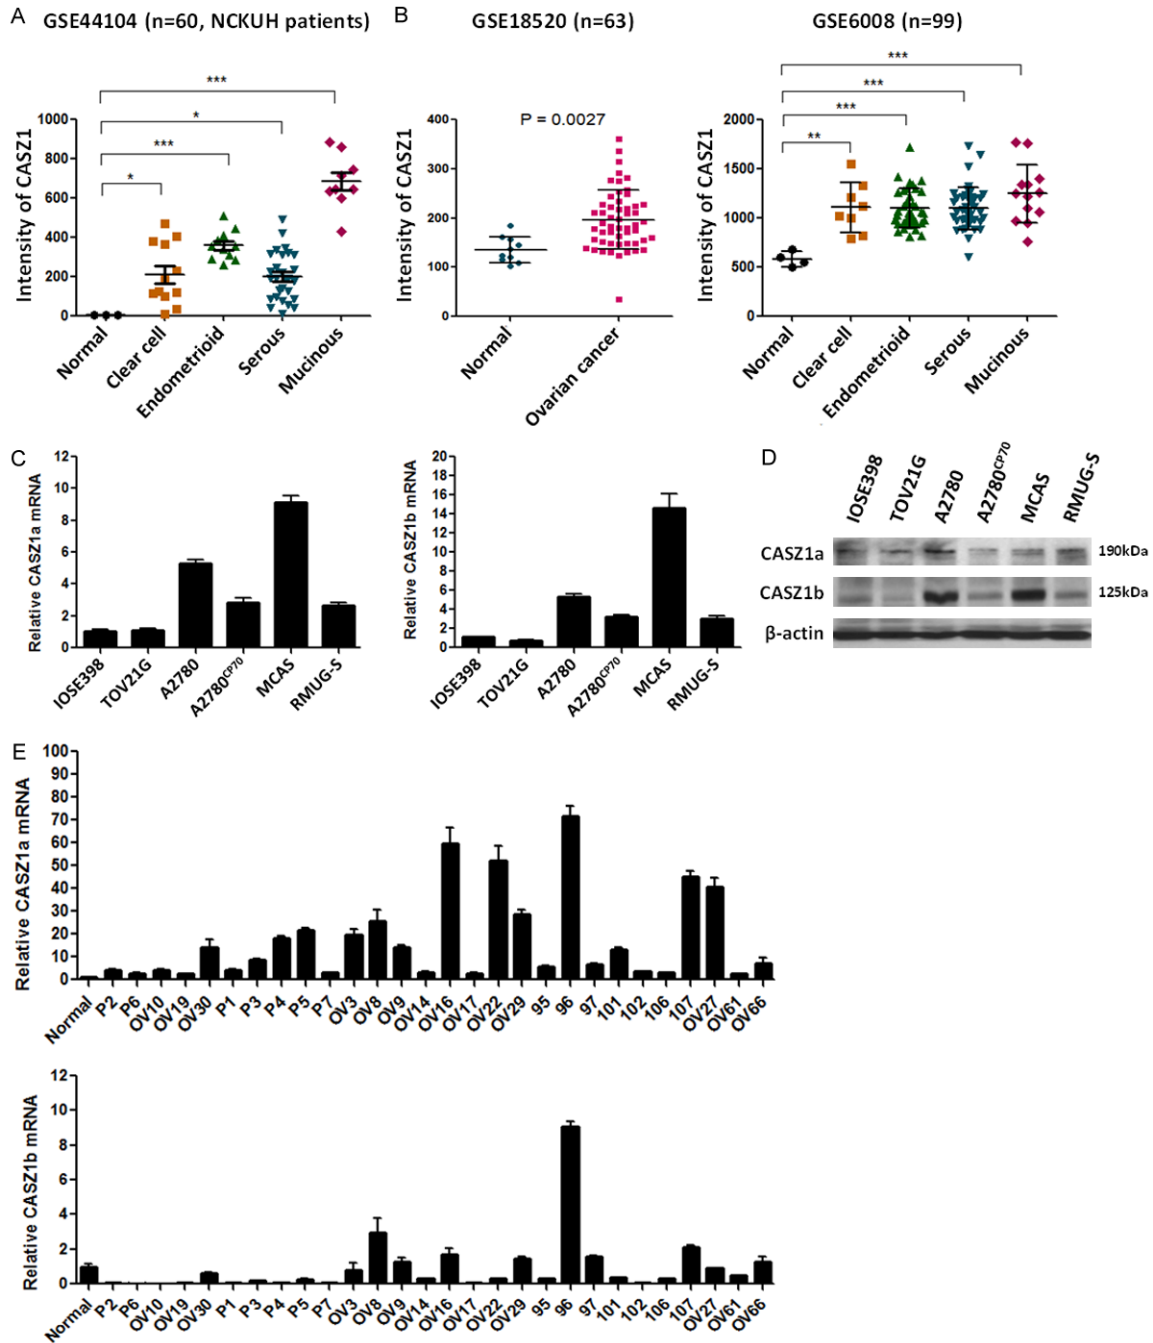 A GSE44104 (n=60, NCKUH patients) B GSE18520 (n=63) GSE6008 (n=99)
Intensity of CASZ1
1000
800
600
400
200
0
***
*
***
*
Normal
Clear cell
Endometrioid
Serous
Mucinous
Intensity of CASZ1
400
300
200
100
0
P = 0.0027
Normal
Ovarian cancer
Intensity of CASZ1
2000
1500
1000
500
0
***
***
***
**
Normal
Clear cell
Endometrioid
Serous
Mucinous
C
Relative CASZ1a mRNA
12
10
8
6
4
2
0
IOSE398
TOV21G
A2780
A2780CP70
MCAS
RMUG-S
Relative CASZ1b mRNA
20
18
16
14
12
10
8
6
4
2
0
IOSE398
TOV21G
A2780
A2780CP70
MCAS
RMUG-S
D
IOSE398
TOV21G
A2780
A2780CP70
MCAS
RMUG-S
CASZ1a 190kDa
CASZ1b 125kDa
β-actin
E
Relative CASZ1a mRNA
100
90
80
70
60
50
40
30
20
10
0
Normal
P2
P6
OV10
OV19
OV30
P1
P3
P4
P5
P7
OV3
OV8
OV9
OV14
OV16
OV17
OV22
OV29
95
96
97
101
102
106
107
OV27
OV61
OV66
Relative CASZ1b mRNA
12
10
8
6
4
2
0
Normal
P2
P6
OV10
OV19
OV30
P1
P3
P4
P5
P7
OV3
OV8
OV9
OV14
OV16
OV17
OV22
OV29
95
96
97
101
102
106
107
OV27
OV61
OV66